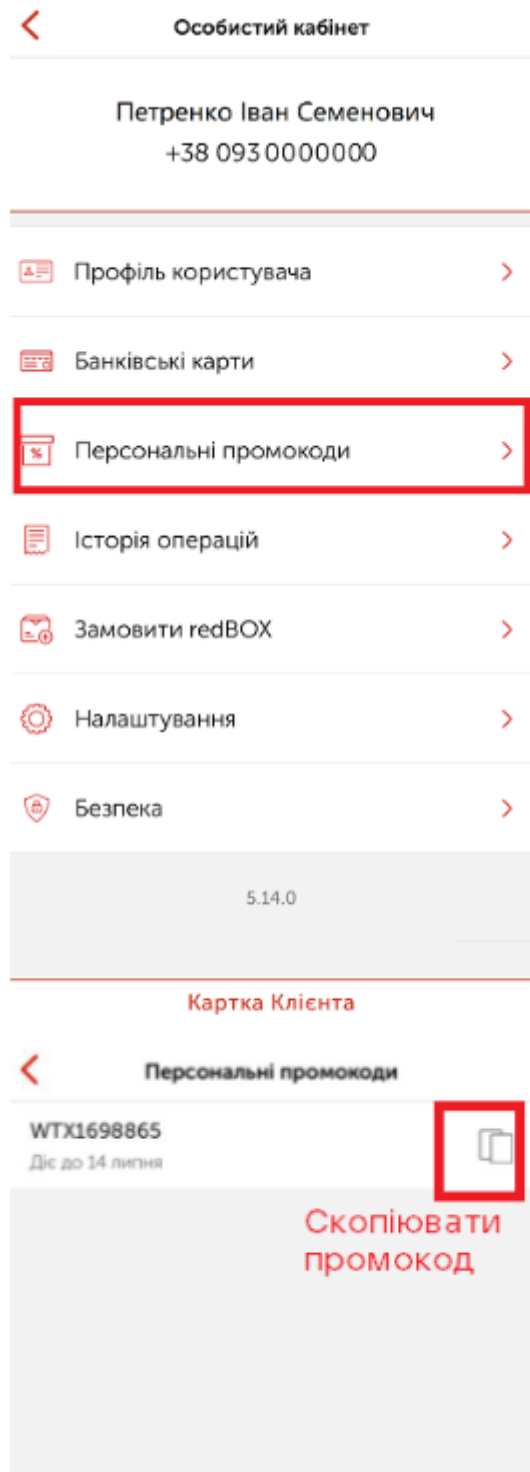 Особистий кабінет
Петренко Іван Семенович
+38 093 0000000
Профіль користувача
Банківські карти
Персональні промокоди
Історія операцій
Замовити redBOX
Налаштування
Безпека
5.14.0
Картка Клієнта
Персональні промокоди
WTX1698865
Діє до 14 липня
Скопіювати
промокод